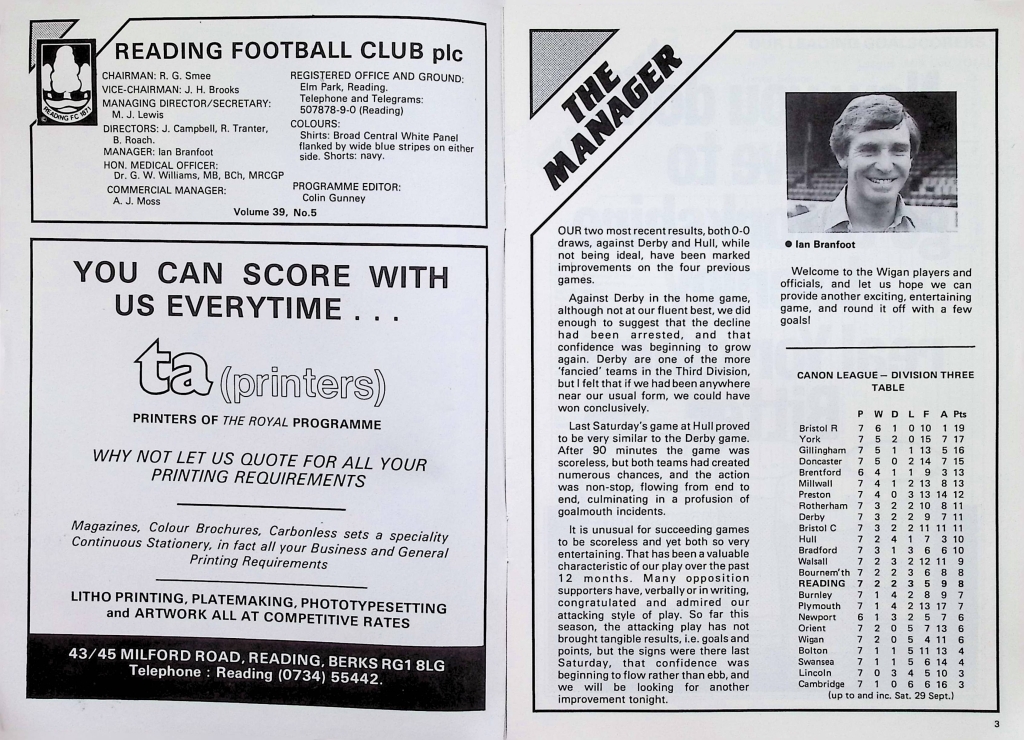 READING FOOTBALL CLUB plc
READING FC 1871
CHAIRMAN: R. G. Smee
VICE-CHAIRMAN: J. H. Brooks
MANAGING DIRECTOR/SECRETARY:
M. J. Lewis
DIRECTORS: J. Campbell, R. Tranter,
B. Roach.
MANAGER: Ian Branfoot
HON. MEDICAL OFFICER:
Dr. G. W. Williams, MB, BCh, MRCGP
COMMERCIAL MANAGER:
A. J. Moss
REGISTERED OFFICE AND GROUND:
Elm Park, Reading.
Telephone and Telegrams:
507878-9-0 (Reading)
COLOURS:
Shirts: Broad Central White Panel
flanked by wide blue stripes on either
side. Shorts: navy.
PROGRAMME EDITOR:
Colin Gunney
Volume 39, No.5
YOU CAN SCORE WITH
US EVERYTIME . . .
ta (printers)
PRINTERS OF THE ROYAL PROGRAMME
WHY NOT LET US QUOTE FOR ALL YOUR
PRINTING REQUIREMENTS
Magazines, Colour Brochures, Carbonless sets a speciality
Continuous Stationery, in fact all your Business and General
Printing Requirements
LITHO PRINTING, PLATEMAKING, PHOTOTYPESETTING
and ARTWORK ALL AT COMPETITIVE RATES
43/45 MILFORD ROAD, READING, BERKS RG1 8LG
Telephone : Reading (0734) 55442.
THE
MANAGER
OUR two most recent results, both 0-0
draws, against Derby and Hull, while
not being ideal, have been marked
improvements on the four previous
games.
Against Derby in the home game,
although not at our fluent best, we did
enough to suggest that the decline
had been arrested, and that
confidence was beginning to grow
again. Derby are one of the more
'fancied' teams in the Third Division,
but I felt that if we had been anywhere
near our usual form, we could have
won conclusively.
Last Saturday's game at Hull proved
to be very similar to the Derby game.
After 90 minutes the game was
scoreless, but both teams had created
numerous chances, and the action
was non-stop, flowing from end to
end, culminating in a profusion of
goalmouth incidents.
It is unusual for succeeding games
to be scoreless and yet both so very
entertaining. That has been a valuable
characteristic of our play over the past
12 months. Many opposition
supporters have, verbally or in writing,
congratulated and admired our
attacking style of play. So far this
season, the attacking play has not
brought tangible results, i.e. goals and
points, but the signs were there last
Saturday, that confidence was
beginning to flow rather than ebb, and
we will be looking for another
improvement tonight.
● Ian Branfoot
Welcome to the Wigan players and
officials, and let us hope we can
provide another exciting, entertaining
game, and round it off with a few
goals!
CANON LEAGUE — DIVISION THREE
TABLE
P W D L F A Pts
Bristol R 7 6 1 0 10 1 19
York 7 5 2 0 15 7 17
Gillingham 7 5 1 1 13 5 16
Doncaster 7 5 0 2 14 7 15
Brentford 6 4 1 1 9 3 13
Millwall 7 4 1 2 13 8 13
Preston 7 4 0 3 13 14 12
Rotherham 7 3 2 2 10 8 11
Derby 7 3 2 2 9 7 11
Bristol C 7 3 2 2 11 11 11
Hull 7 2 4 1 7 3 10
Bradford 7 3 1 3 6 6 10
Walsall 7 2 3 2 12 11 9
Bournem'th 7 2 2 3 6 8 8
READING 7 2 2 3 5 9 8
Burnley 7 1 4 2 8 9 7
Plymouth 7 1 4 2 13 17 7
Newport 6 1 3 2 5 7 6
Orient 7 2 0 5 7 13 6
Wigan 7 2 0 5 4 11 6
Bolton 7 1 1 5 11 13 4
Swansea 7 1 1 5 6 14 4
Lincoln 7 0 3 4 5 10 3
Cambridge 7 1 0 6 6 16 3
(up to and inc. Sat. 29 Sept.)
3